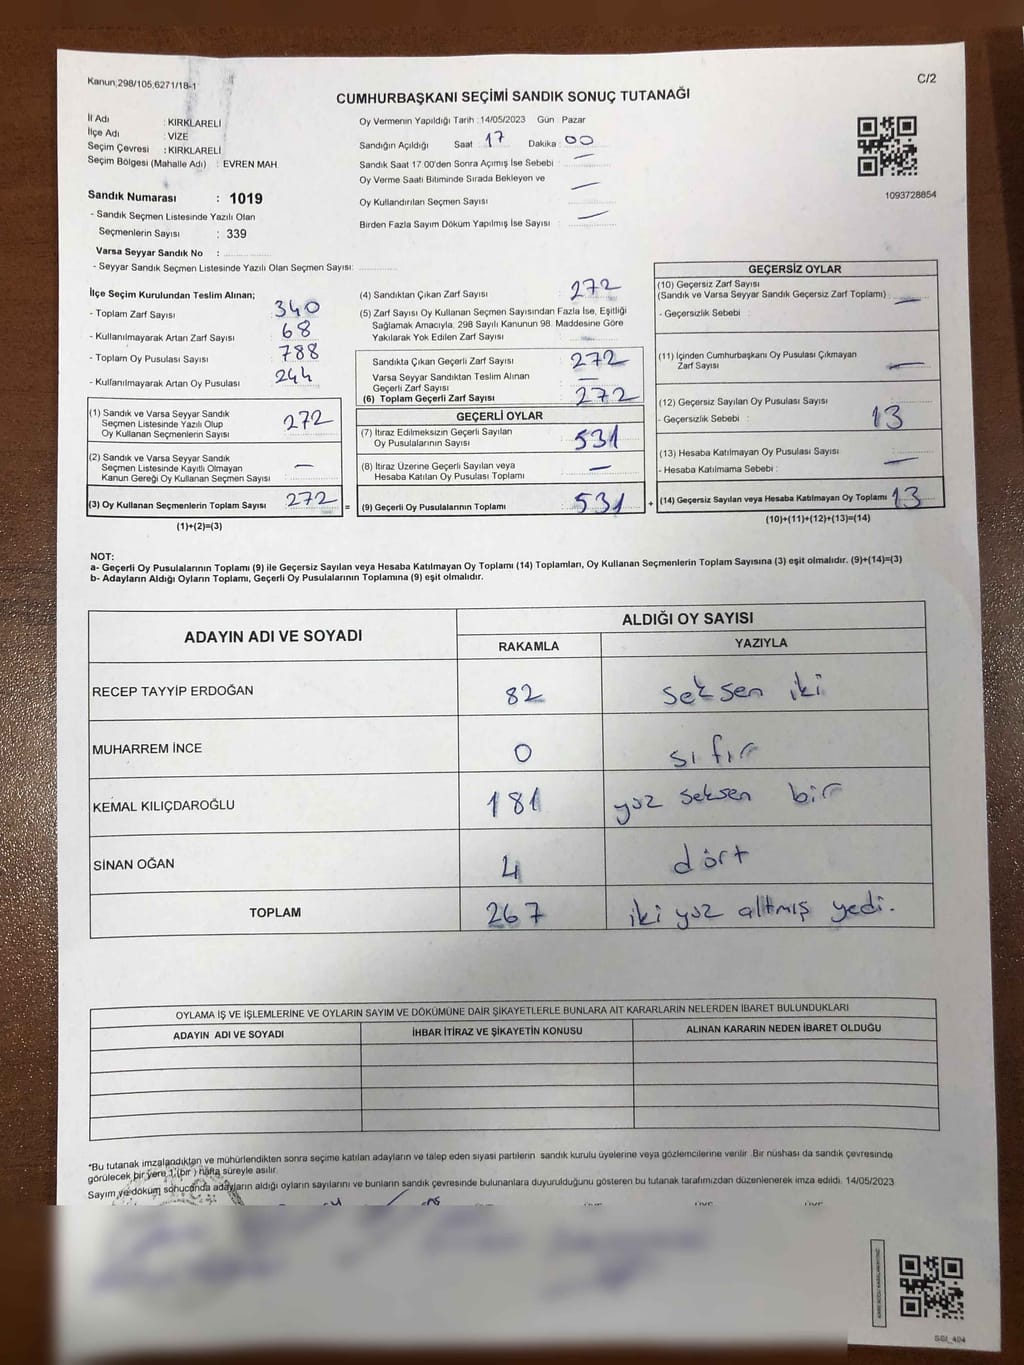 Kanun;298/105,6271/18-1
C/2
CUMHURBAŞKANI SEÇİMİ SANDIK SONUÇ TUTANAĞI
İl Adı : KIRKLARELİ
İlçe Adı : VİZE
Seçim Çevresi : KIRKLARELİ
Seçim Bölgesi (Mahalle Adı) : EVREN MAH
Sandık Numarası : 1019
- Sandık Seçmen Listesinde Yazılı Olan
Seçmenlerin Sayısı : 339
Varsa Seyyar Sandık No :
- Seyyar Sandık Seçmen Listesinde Yazılı Olan Seçmen Sayısı:
Oy Vermenin Yapıldığı Tarih : 14/05/2023 Gün Pazar
Sandığın Açıldığı Saat 17 Dakika 00
Sandık Saat 17.00'den Sonra Açımış İse Sebebi : —
Oy Verme Saati Bitiminde Sırada Bekleyen ve
Oy Kullandırılan Seçmen Sayısı : —
Birden Fazla Sayım Döküm Yapılmış İse Sayısı : —
1093728854
İlçe Seçim Kurulundan Teslim Alınan;
- Toplam Zarf Sayısı : 340
- Kullanılmayarak Artan Zarf Sayısı : 68
- Toplam Oy Pusulası Sayısı : 788
- Kullanılmayarak Artan Oy Pusulası : 244
(1) Sandık ve Varsa Seyyar Sandık
Seçmen Listesinde Yazılı Olup
Oy Kullanan Seçmenlerin Sayısı : 272
(2) Sandık ve Varsa Seyyar Sandık
Seçmen Listesinde Kayıtlı Olmayan
Kanun Gereği Oy Kullanan Seçmen Sayısı : —
(3) Oy Kullanan Seçmenlerin Toplam Sayısı : 272 =
(1)+(2)=(3)
(4) Sandıktan Çıkan Zarf Sayısı : 272
(5) Zarf Sayısı Oy Kullanan Seçmen Sayısından Fazla İse, Eşitliği
Sağlamak Amacıyla, 298 Sayılı Kanunun 98. Maddesine Göre
Yakılarak Yok Edilen Zarf Sayısı :
Sandıkta Çıkan Geçerli Zarf Sayısı : 272
Varsa Seyyar Sandıktan Teslim Alınan
Geçerli Zarf Sayısı : —
(6) Toplam Geçerli Zarf Sayısı : 272
GEÇERLİ OYLAR
(7) İtiraz Edilmeksizin Geçerli Sayılan
Oy Pusulalarının Sayısı : 531
(8) İtiraz Üzerine Geçerli Sayılan veya
Hesaba Katılan Oy Pusulası Toplamı : —
(9) Geçerli Oy Pusulalarının Toplamı : 531 +
GEÇERSİZ OYLAR
(10) Geçersiz Zarf Sayısı
(Sandık ve Varsa Seyyar Sandık Geçersiz Zarf Toplamı) : —
- Geçersizlik Sebebi :
(11) İçinden Cumhurbaşkanı Oy Pusulası Çıkmayan
Zarf Sayısı : —
(12) Geçersiz Sayılan Oy Pusulası Sayısı :
- Geçersizlik Sebebi : 13
(13) Hesaba Katılmayan Oy Pusulası Sayısı : —
- Hesaba Katılmama Sebebi :
(14) Geçersiz Sayılan veya Hesaba Katılmayan Oy Toplamı : 13
(10)+(11)+(12)+(13)=(14)
NOT:
a- Geçerli Oy Pusulalarının Toplamı (9) ile Geçersiz Sayılan veya Hesaba Katılmayan Oy Toplamı (14) Toplamları, Oy Kullanan Seçmenlerin Toplam Sayısına (3) eşit olmalıdır. (9)+(14)=(3)
b- Adayların Aldığı Oyların Toplamı, Geçerli Oy Pusulalarının Toplamına (9) eşit olmalıdır.
ADAYIN ADI VE SOYADI
ALDIĞI OY SAYISI
RAKAMLA YAZIYLA
RECEP TAYYİP ERDOĞAN 82 seksen iki
MUHARREM İNCE 0 sıfır
KEMAL KILIÇDAROĞLU 181 yüz seksen bir
SİNAN OĞAN 4 dört
TOPLAM 267 iki yüz altmış yedi.
OYLAMA İŞ VE İŞLEMLERİNE VE OYLARIN SAYIM VE DÖKÜMÜNE DAİR ŞİKAYETLERLE BUNLARA AİT KARARLARIN NELERDEN İBARET BULUNDUKLARI
ADAYIN ADI VE SOYADI İHBAR İTİRAZ VE ŞİKAYETİN KONUSU ALINAN KARARIN NEDEN İBARET OLDUĞU
*Bu tutanak imzalandıktan ve mühürlendikten sonra seçime katılan adayların ve talep eden siyasi partilerin sandık kurulu üyelerine veya gözlemcilerine verilir .Bir nüshası da sandık çevresinde
görülecek bir yere 1 (bir ) hafta süreyle asılır.
Sayım ve döküm sonucunda adayların aldığı oyların sayılarını ve bunların sandık çevresinde bulunanlara duyurulduğunu gösteren bu tutanak tarafımızdan düzenlenerek imza edildi. 14/05/2023